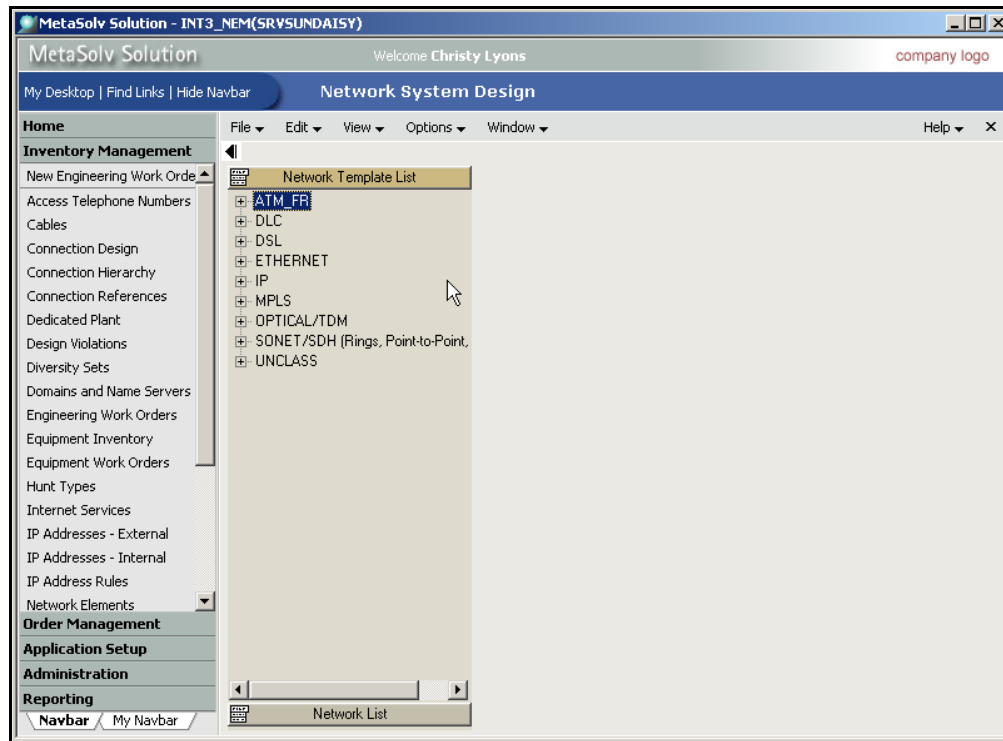 MetaSolv Solution - INT3_NEM(SRVSUNDAISY)
MetaSolv Solution
Welcome Christy Lyons
company logo
My Desktop | Find Links | Hide Navbar
Network System Design
Home
Inventory Management
New Engineering Work Orde
Access Telephone Numbers
Cables
Connection Design
Connection Hierarchy
Connection References
Dedicated Plant
Design Violations
Diversity Sets
Domains and Name Servers
Engineering Work Orders
Equipment Inventory
Equipment Work Orders
Hunt Types
Internet Services
IP Addresses - External
IP Addresses - Internal
IP Address Rules
Network Elements
Order Management
Application Setup
Administration
Reporting
Navbar / My Navbar
File Edit View Options Window Help
Network Template List
ATM_FR
DLC
DSL
ETHERNET
IP
MPLS
OPTICAL/TDM
SONET/SDH (Rings, Point-to-Point,
UNCLASS
Network List